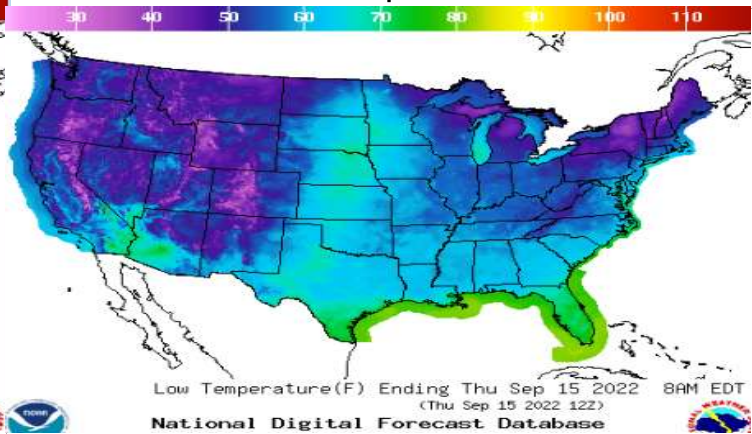 30 40 50 60 70 80 90 100 110
Low Temperature(F) Ending Thu Sep 15 2022 8AM EDT
(Thu Sep 15 2022 12Z)
National Digital Forecast Database
noaa